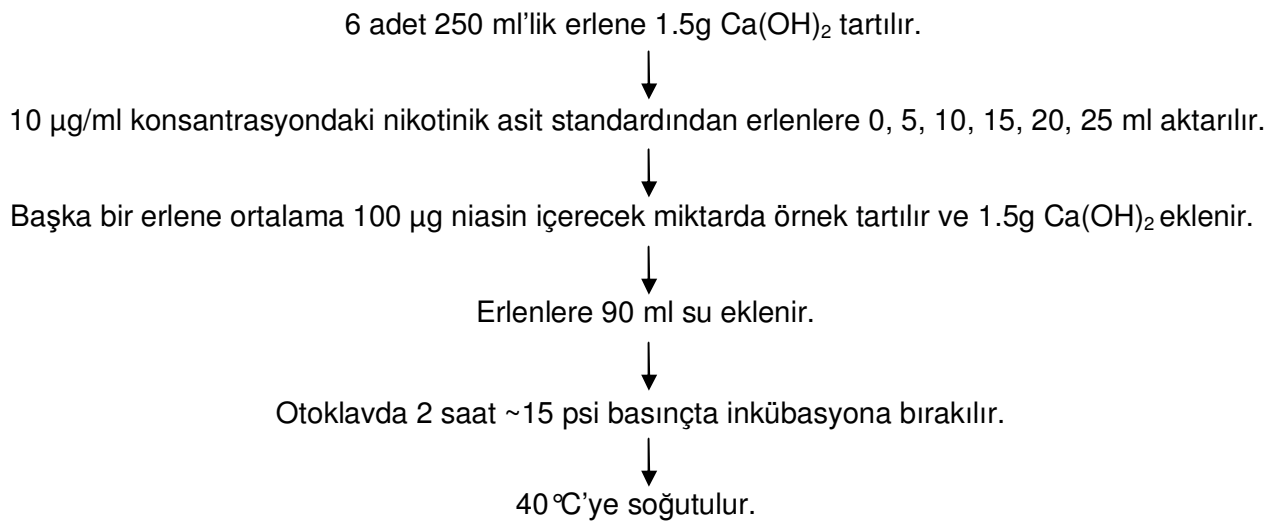 6 adet 250 ml'lik erlene 1.5g Ca(OH)₂ tartılır.
10 µg/ml konsantrasyondaki nikotinik asit standardından erlenlere 0, 5, 10, 15, 20, 25 ml aktarılır.
Başka bir erlene ortalama 100 µg niasin içerecek miktarda örnek tartılır ve 1.5g Ca(OH)₂ eklenir.
Erlenlere 90 ml su eklenir.
Otoklavda 2 saat ~15 psi basınçta inkübasyona bırakılır.
40°C'ye soğutulur.